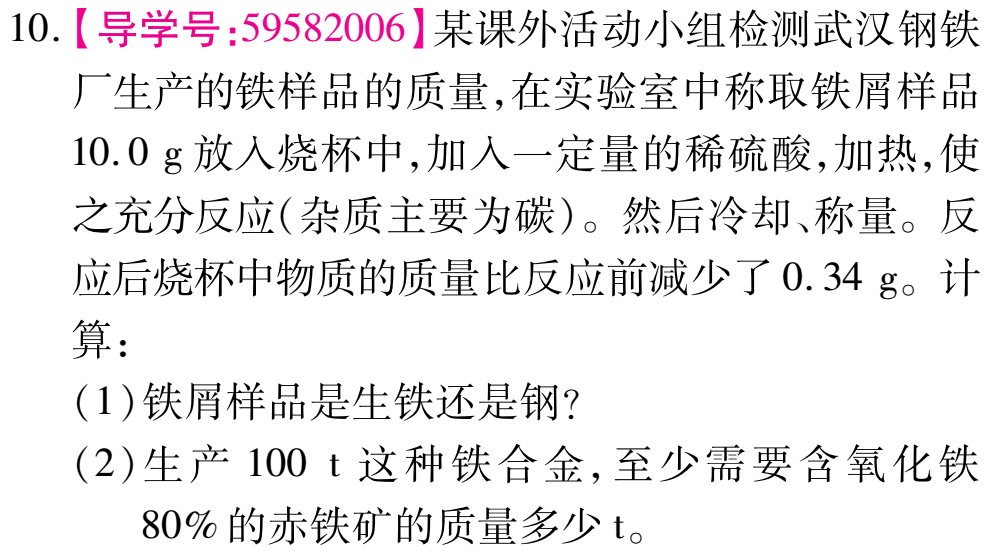 10.【导学号:59582006】某课外活动小组检测武汉钢铁
厂生产的铁样品的质量,在实验室中称取铁屑样品
10.0 g 放入烧杯中,加入一定量的稀硫酸,加热,使
之充分反应(杂质主要为碳)。然后冷却、称量。反
应后烧杯中物质的质量比反应前减少了 0.34 g。计
算:
(1)铁屑样品是生铁还是钢?
(2)生产 100 t 这种铁合金,至少需要含氧化铁
80% 的赤铁矿的质量多少 t。